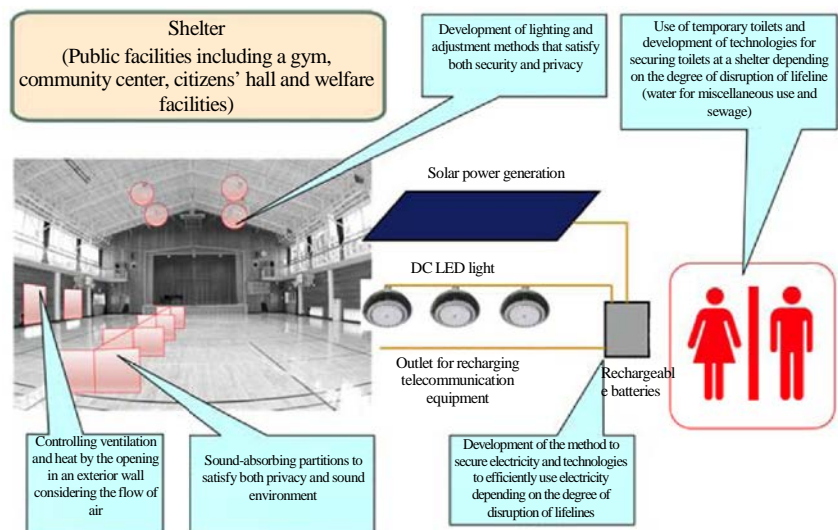 Shelter
(Public facilities including a gym,
community center, citizens' hall and welfare
facilities)
Development of lighting and
adjustment methods that satisfy
both security and privacy
Use of temporary toilets and
development of technologies for
securing toilets at a shelter depending
on the degree of disruption of lifeline
(water for miscellaneous use and
sewage)
Solar power generation
DC LED light
Outlet for recharging
telecommunication
equipment
Rechargeabl
e batteries
Controlling ventilation
and heat by the opening
in an exterior wall
considering the flow of
air
Sound-absorbing partitions to
satisfy both privacy and sound
environment
Development of the method to
secure electricity and technologies
to efficiently use electricity
depending on the degree of
disruption of lifelines